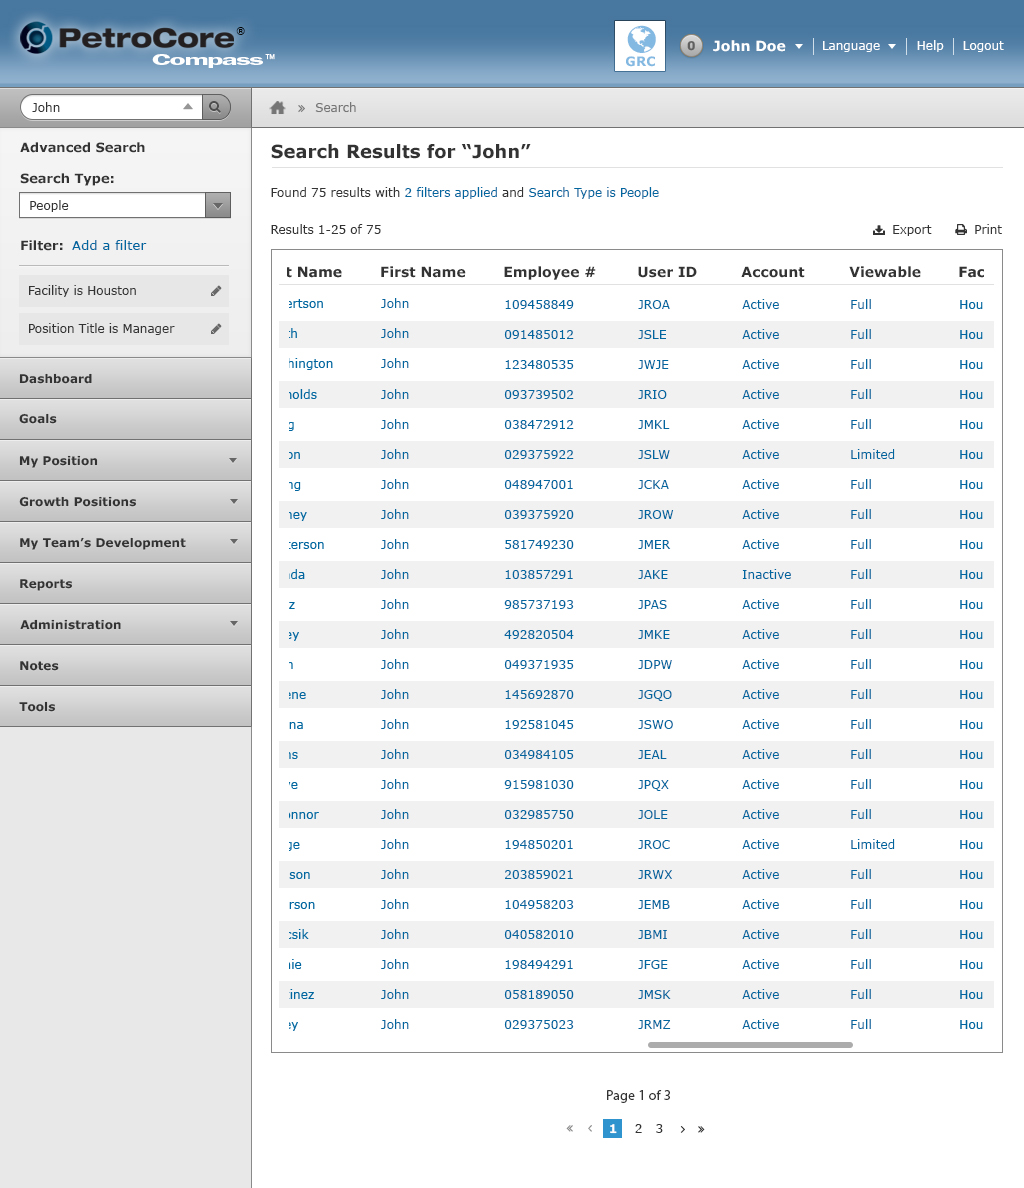 PetroCore®
Compass™
GRC
0 John Doe Language Help Logout
John
Search
Advanced Search
Search Type:
People
Filter: Add a filter
Facility is Houston
Position Title is Manager
Dashboard
Goals
My Position
Growth Positions
My Team’s Development
Reports
Administration
Notes
Tools
Search Results for “John”
Found 75 results with 2 filters applied and Search Type is People
Results 1-25 of 75 Export Print
t Name First Name Employee # User ID Account Viewable Fac
ertson John 109458849 JROA Active Full Hou
th John 091485012 JSLE Active Full Hou
hington John 123480535 JWJE Active Full Hou
nolds John 093739502 JRIO Active Full Hou
g John 038472912 JMKL Active Full Hou
on John 029375922 JSLW Active Limited Hou
ng John 048947001 JCKA Active Full Hou
ney John 039375920 JROW Active Full Hou
terson John 581749230 JMER Active Full Hou
da John 103857291 JAKE Inactive Full Hou
z John 985737193 JPAS Active Full Hou
ey John 492820504 JMKE Active Full Hou
n John 049371935 JDPW Active Full Hou
ene John 145692870 JGQO Active Full Hou
na John 192581045 JSWO Active Full Hou
ns John 034984105 JEAL Active Full Hou
ve John 915981030 JPQX Active Full Hou
onnor John 032985750 JOLE Active Full Hou
ge John 194850201 JROC Active Limited Hou
son John 203859021 JRWX Active Full Hou
erson John 104958203 JEMB Active Full Hou
sik John 040582010 JBMI Active Full Hou
ie John 198494291 JFGE Active Full Hou
tinez John 058189050 JMSK Active Full Hou
ey John 029375023 JRMZ Active Full Hou
Page 1 of 3
« ‹ 1 2 3 › »